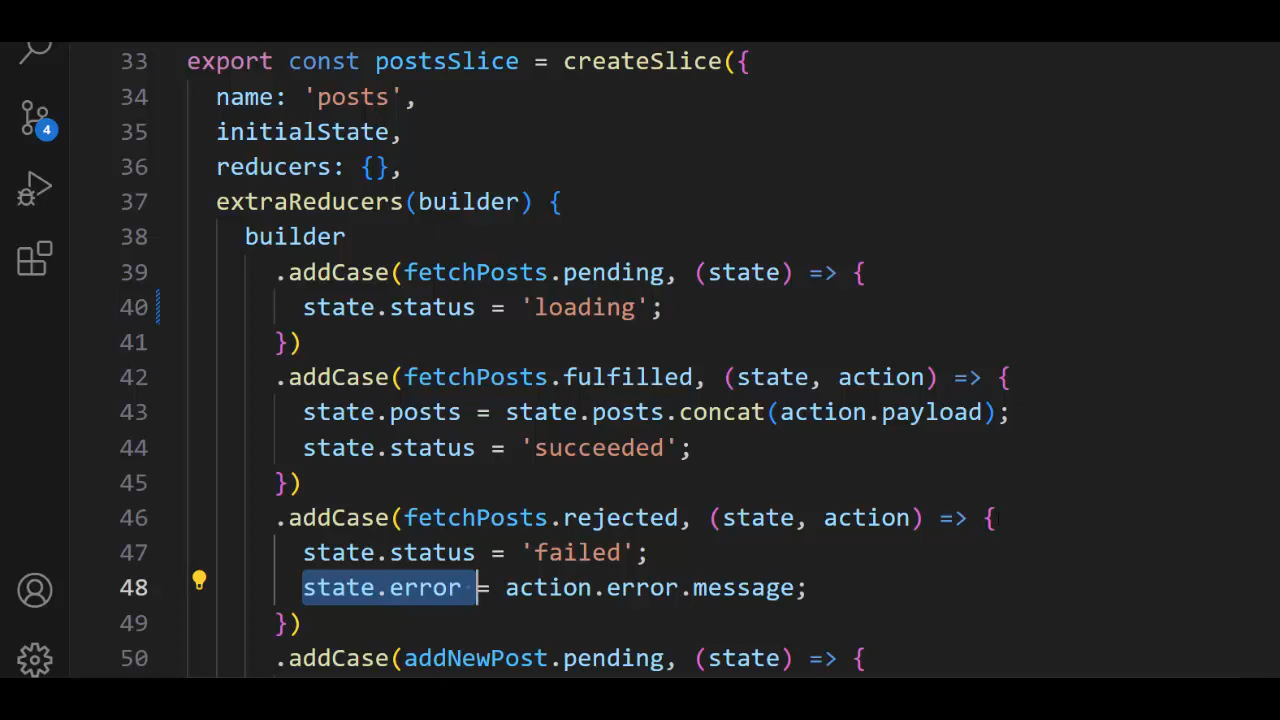 33 export const postsSlice = createSlice({
34 name: 'posts',
35 initialState,
36 reducers: {},
37 extraReducers(builder) {
38 builder
39 .addCase(fetchPosts.pending, (state) => {
40 state.status = 'loading';
41 })
42 .addCase(fetchPosts.fulfilled, (state, action) => {
43 state.posts = state.posts.concat(action.payload);
44 state.status = 'succeeded';
45 })
46 .addCase(fetchPosts.rejected, (state, action) => {
47 state.status = 'failed';
48 state.error = action.error.message;
49 })
50 .addCase(addNewPost.pending, (state) => {
4